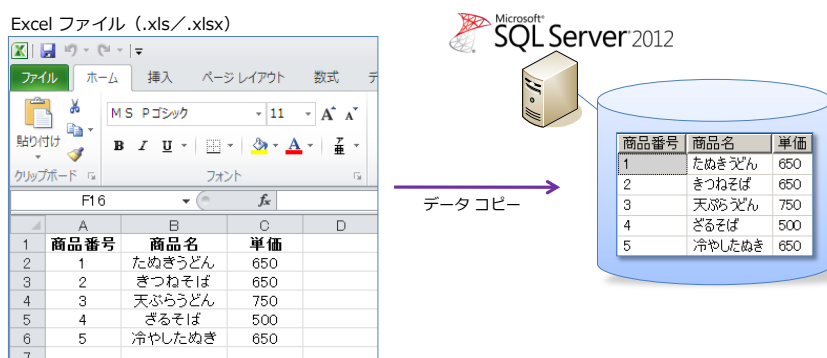 Excel ファイル（.xls／.xlsx）
Microsoft®
SQL Server® 2012
ファイル ホーム 挿入 ページ レイアウト 数式 デ
ＭＳ Ｐゴシック 11 A A
貼り付け B I U A
クリップボード フォント
F16 fx
データ コピー
A B C D
1 商品番号 商品名 単価
2 1 たぬきうどん 650
3 2 きつねそば 650
4 3 天ぷらうどん 750
5 4 ざるそば 500
6 5 冷やしたぬき 650
7
商品番号 商品名 単価
1 たぬきうどん 650
2 きつねそば 650
3 天ぷらうどん 750
4 ざるそば 500
5 冷やしたぬき 650